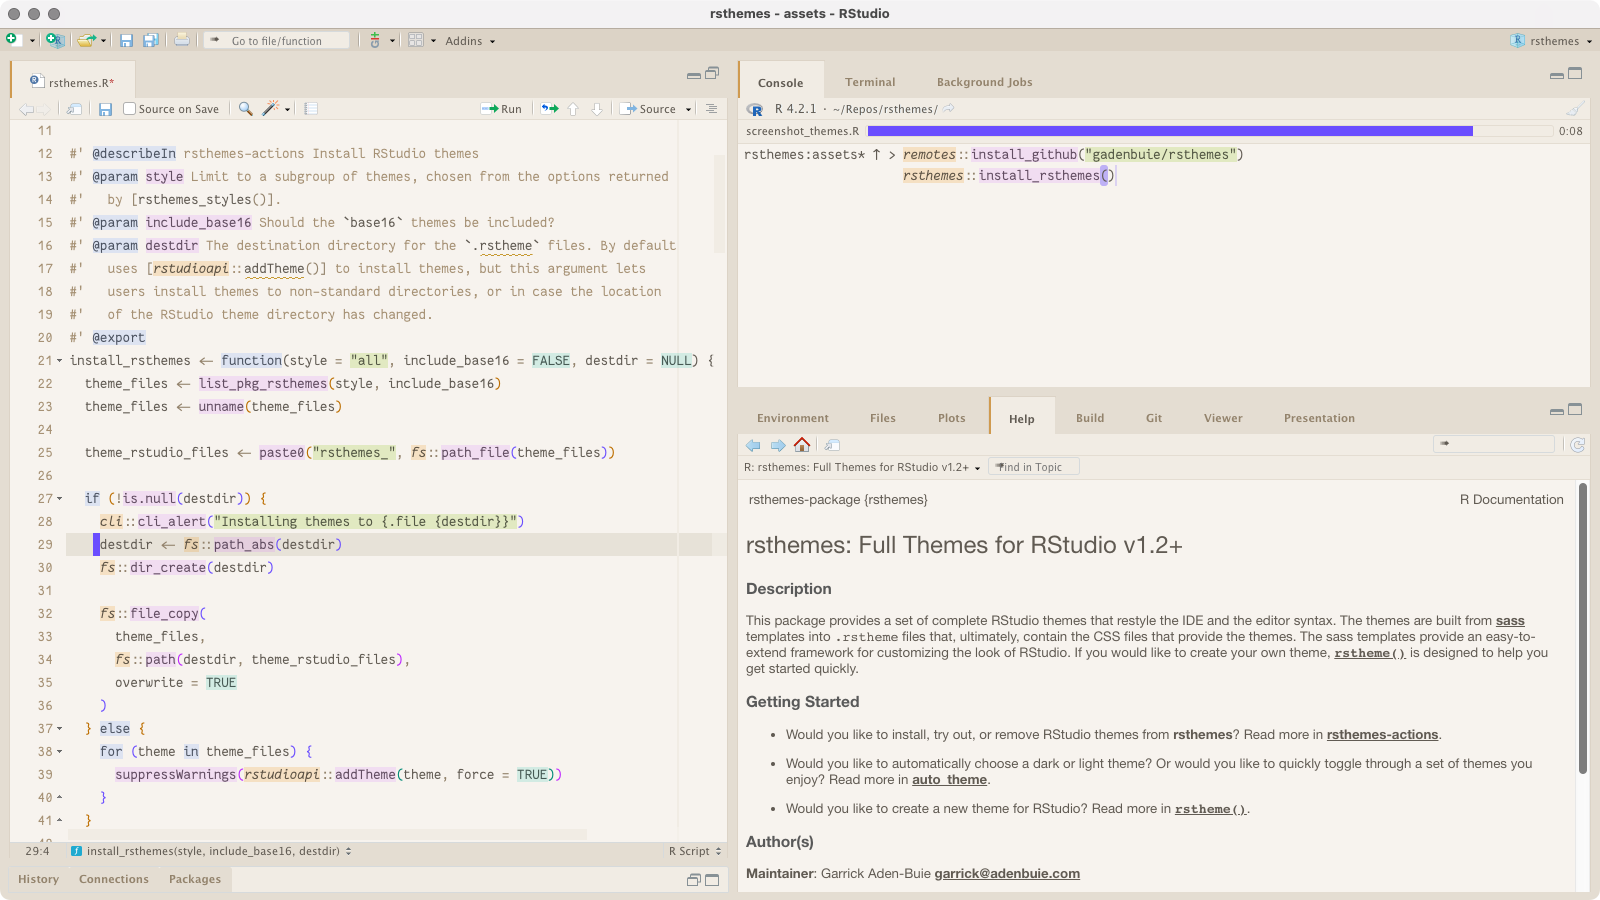 rsthemes - assets - RStudio
Go to file/function
Addins
rsthemes
rsthemes.R*
Source on Save
Run
Source
11
12 #' @describeIn rsthemes-actions Install RStudio themes
13 #' @param style Limit to a subgroup of themes, chosen from the options returned
14 #'   by [rsthemes_styles()].
15 #' @param include_base16 Should the `base16` themes be included?
16 #' @param destdir The destination directory for the `.rstheme` files. By default
17 #'   uses [rstudioapi::addTheme()] to install themes, but this argument lets
18 #'   users install themes to non-standard directories, or in case the location
19 #'   of the RStudio theme directory has changed.
20 #' @export
21 install_rsthemes <- function(style = "all", include_base16 = FALSE, destdir = NULL) {
22   theme_files <- list_pkg_rsthemes(style, include_base16)
23   theme_files <- unname(theme_files)
24
25   theme_rstudio_files <- paste0("rsthemes_", fs::path_file(theme_files))
26
27   if (!is.null(destdir)) {
28     cli::cli_alert("Installing themes to {.file {destdir}}")
29     destdir <- fs::path_abs(destdir)
30     fs::dir_create(destdir)
31
32     fs::file_copy(
33       theme_files,
34       fs::path(destdir, theme_rstudio_files),
35       overwrite = TRUE
36     )
37   } else {
38     for (theme in theme_files) {
39       suppressWarnings(rstudioapi::addTheme(theme, force = TRUE))
40     }
41   }
29:4 install_rsthemes(style, include_base16, destdir) R Script
History Connections Packages
Console Terminal Background Jobs
R 4.2.1 · ~/Repos/rsthemes/
screenshot_themes.R 0:08
rsthemes:assets* ↑ > remotes::install_github("gadenbuie/rsthemes")
rsthemes::install_rsthemes()
Environment Files Plots Help Build Git Viewer Presentation
R: rsthemes: Full Themes for RStudio v1.2+ Find in Topic
rsthemes-package {rsthemes} R Documentation
rsthemes: Full Themes for RStudio v1.2+
Description
This package provides a set of complete RStudio themes that restyle the IDE and the editor syntax. The themes are built from sass
templates into .rstheme files that, ultimately, contain the CSS files that provide the themes. The sass templates provide an easy-to-
extend framework for customizing the look of RStudio. If you would like to create your own theme, rstheme() is designed to help you
get started quickly.
Getting Started
• Would you like to install, try out, or remove RStudio themes from rsthemes? Read more in rsthemes-actions.
• Would you like to automatically choose a dark or light theme? Or would you like to quickly toggle through a set of themes you
enjoy? Read more in auto_theme.
• Would you like to create a new theme for RStudio? Read more in rstheme().
Author(s)
Maintainer: Garrick Aden-Buie garrick@adenbuie.com